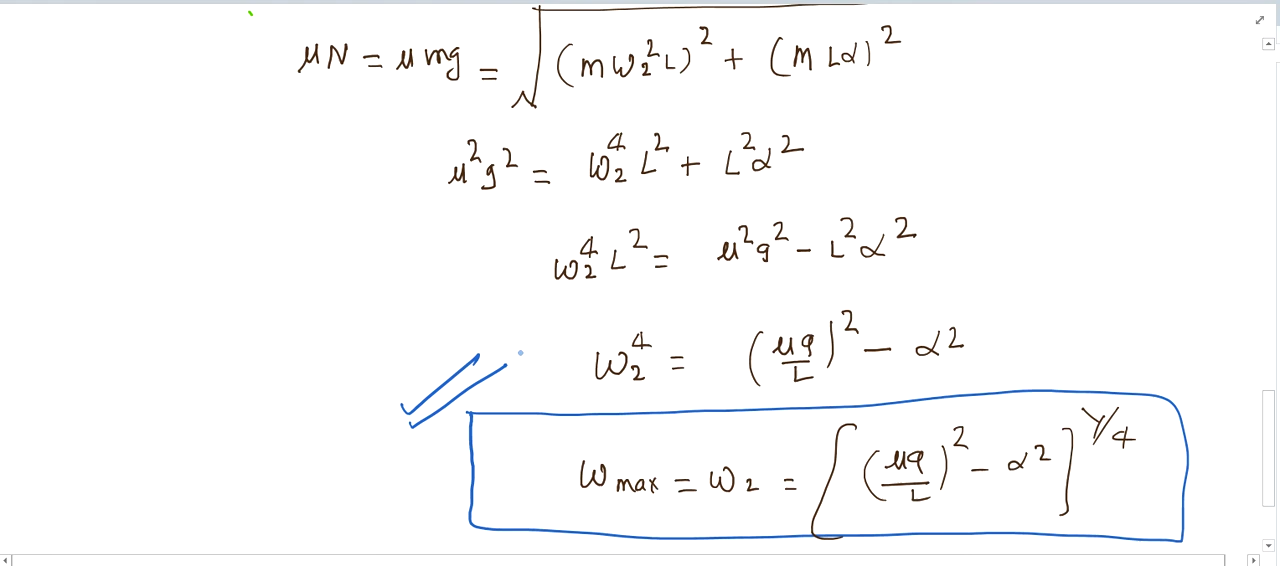 μN = μmg = √((mω₂²L)² + (mLα)²)
μ²g² = ω₂⁴L² + L²α²
ω₂⁴L² = μ²g² − L²α²
ω₂⁴ = (μg/L)² − α²
ω max = ω₂ = [(μg/L)² − α²]^1/4